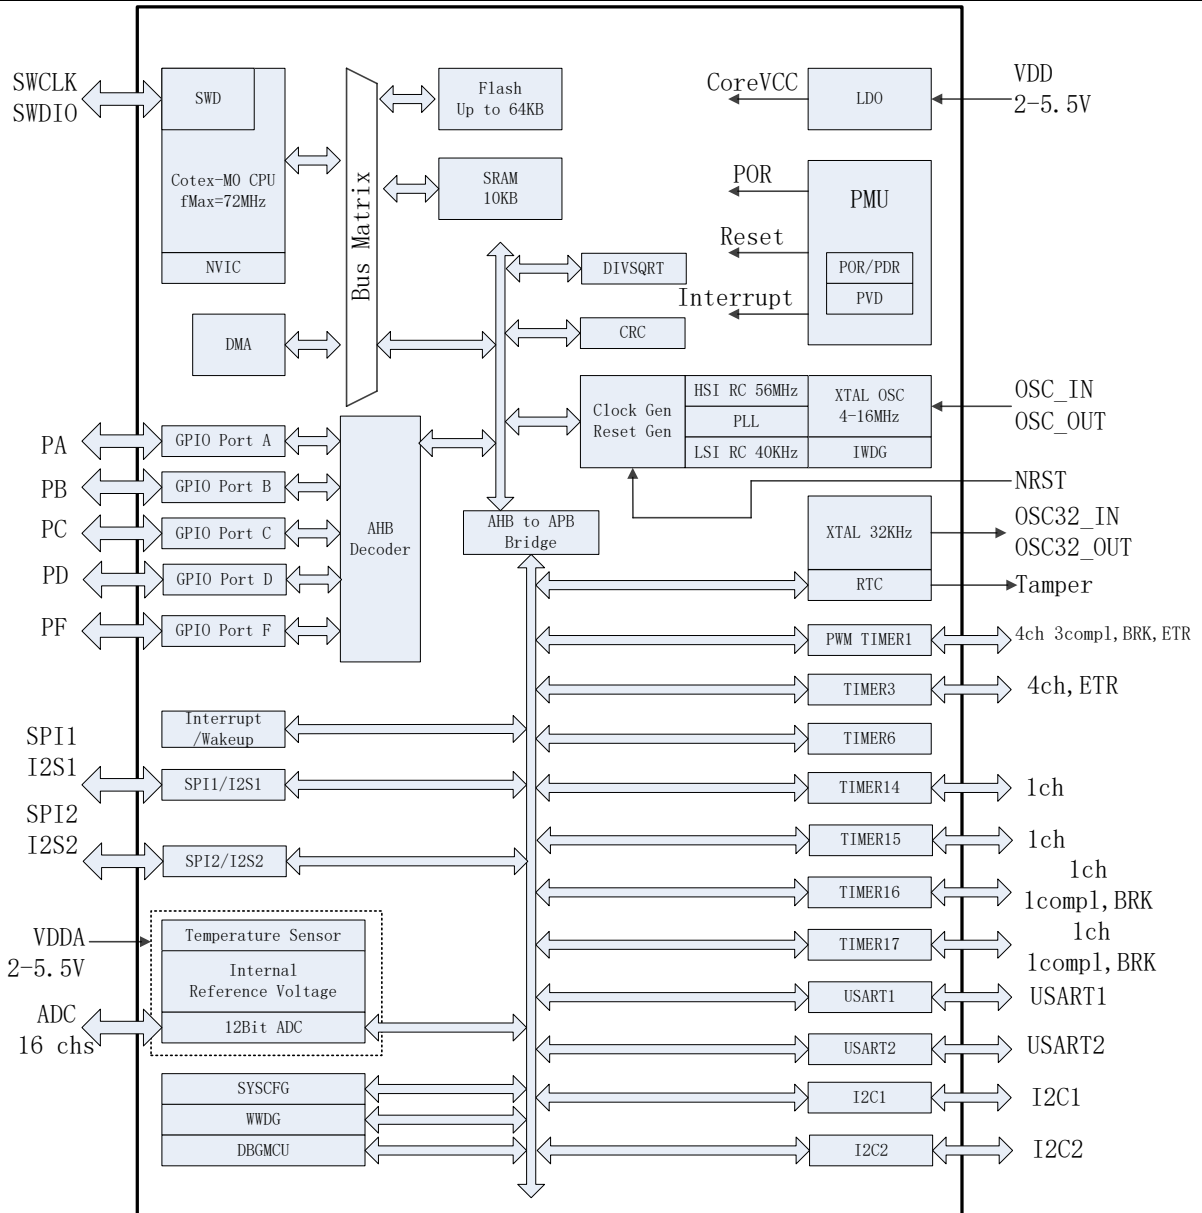 SWCLK
SWDIO
SWD
Cotex-M0 CPU
fMax=72MHz
NVIC
DMA
Bus Matrix
Flash
Up to 64KB
SRAM
10KB
DIVSQRT
CRC
CoreVCC
LDO
VDD
2-5.5V
POR
Reset
Interrupt
PMU
POR/PDR
PVD
Clock Gen
Reset Gen
HSI RC 56MHz
PLL
LSI RC 40KHz
XTAL OSC
4-16MHz
IWDG
OSC_IN
OSC_OUT
NRST
PA
GPIO Port A
PB
GPIO Port B
PC
GPIO Port C
PD
GPIO Port D
PF
GPIO Port F
AHB
Decoder
AHB to APB
Bridge
XTAL 32KHz
RTC
OSC32_IN
OSC32_OUT
Tamper
PWM TIMER1
4ch 3compl,BRK,ETR
TIMER3
4ch,ETR
TIMER6
TIMER14
1ch
TIMER15
1ch
TIMER16
1ch
1compl,BRK
TIMER17
1ch
1compl,BRK
USART1
USART1
USART2
USART2
I2C1
I2C1
I2C2
I2C2
Interrupt
/Wakeup
SPI1
I2S1
SPI1/I2S1
SPI2
I2S2
SPI2/I2S2
VDDA
2-5.5V
Temperature Sensor
Internal
Reference Voltage
12Bit ADC
ADC
16 chs
SYSCFG
WWDG
DBGMCU